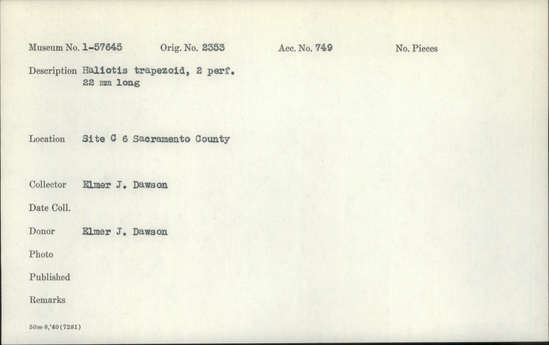 Museum No. 1-57645 Orig. No. 2353 Acc. No. 749 No. Pieces
Description Haliotis trapezoid, 2 perf.
22 mm long
Location Site C 6 Sacramento County
Collector Elmer J. Dawson
Date Coll.
Donor Elmer J. Dawson
Photo
Published
Remarks
50m-8,'40(7281)